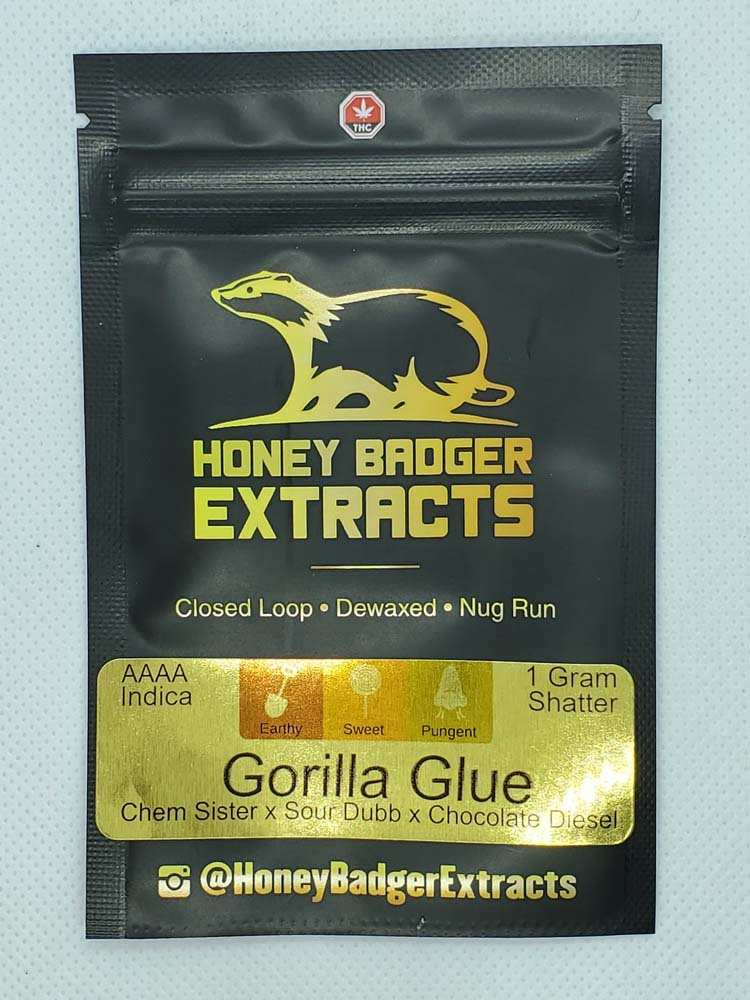 THC
HONEY BADGER
EXTRACTS
Closed Loop • Dewaxed • Nug Run
AAAA
Indica
Earthy
Sweet
Pungent
1 Gram
Shatter
Gorilla Glue
Chem Sister x Sour Dubb x Chocolate Diesel
@HoneyBadgerExtracts